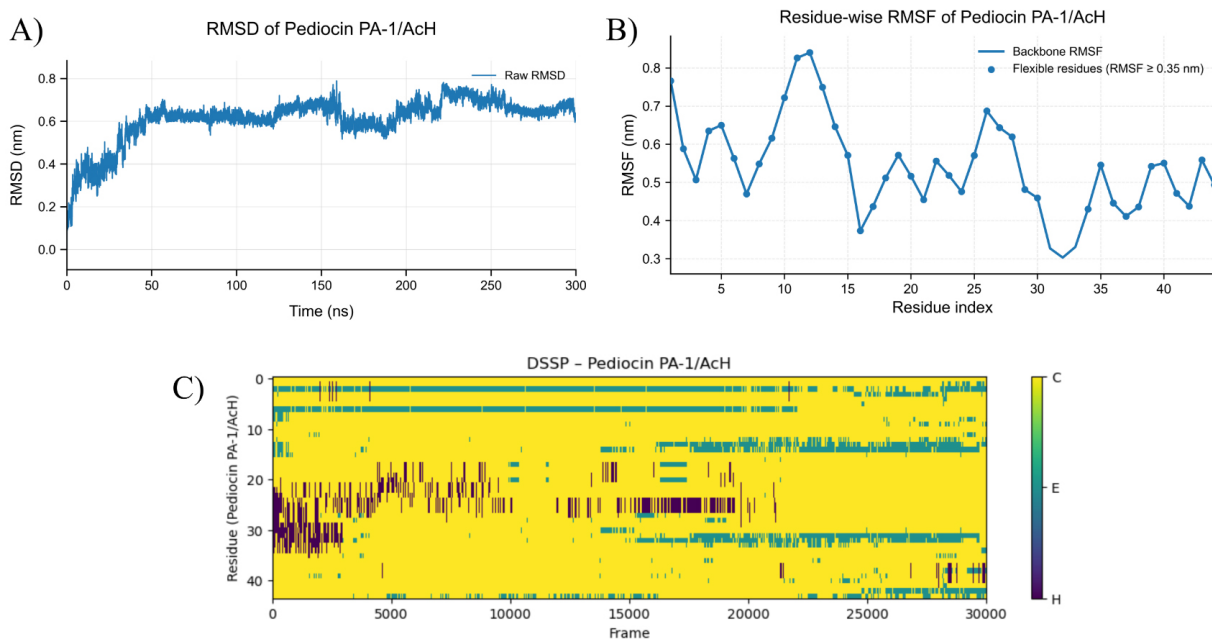 A)
RMSD of Pediocin PA-1/AcH
Raw RMSD
RMSD (nm)
0.8
0.6
0.4
0.2
0.0
0 50 100 150 200 250 300
Time (ns)
B)
Residue-wise RMSF of Pediocin PA-1/AcH
Backbone RMSF
Flexible residues (RMSF ≥ 0.35 nm)
RMSF (nm)
0.8
0.7
0.6
0.5
0.4
0.3
5 10 15 20 25 30 35 40
Residue index
C)
DSSP – Pediocin PA-1/AcH
Residue (Pediocin PA-1/AcH)
0
10
20
30
40
0 5000 10000 15000 20000 25000 30000
Frame
C
E
H